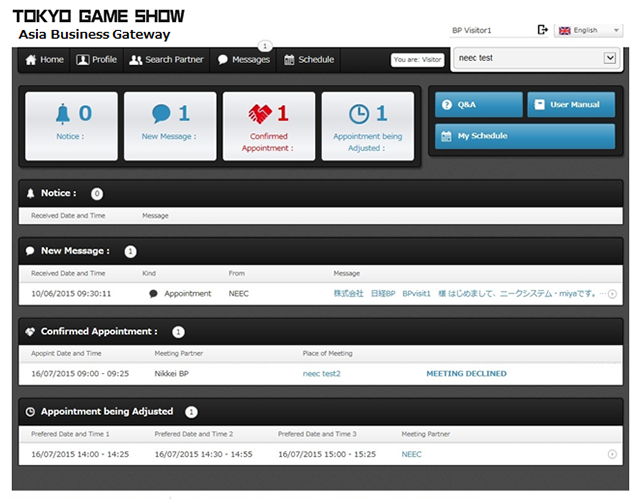 TOKYO GAME SHOW
Asia Business Gateway
BP Visitor1
English
Home
Profile
Search Partner
Messages
1
Schedule
You are: Visitor
neec test
0
Notice :
1
New Message :
1
Confirmed
Appointment :
1
Appointment being
Adjusted :
Q&A
User Manual
My Schedule
Notice : 0
Received Date and Time Message
New Message : 1
Received Date and Time Kind From Message
10/06/2015 09:30:11 Appointment NEEC 株式会社 日経BP BPvisit1 様 はじめまして、ニークシステム・miyaです。 ...
Confirmed Appointment : 1
Apopint Date and Time Meeting Partner Place of Meeting
16/07/2015 09:00 - 09:25 Nikkei BP neec test2 MEETING DECLINED
Appointment being Adjusted 1
Prefered Date and Time 1 Prefered Date and Time 2 Prefered Date and Time 3 Meeting Partner
16/07/2015 14:00 - 14:25 16/07/2015 14:30 - 14:55 16/07/2015 15:00 - 15:25 NEEC